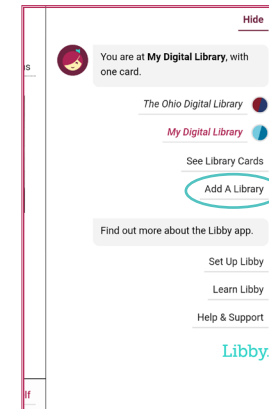 Hide
You are at My Digital Library, with
one card.
The Ohio Digital Library
My Digital Library
See Library Cards
Add A Library
Find out more about the Libby app.
Set Up Libby
Learn Libby
Help & Support
Libby.